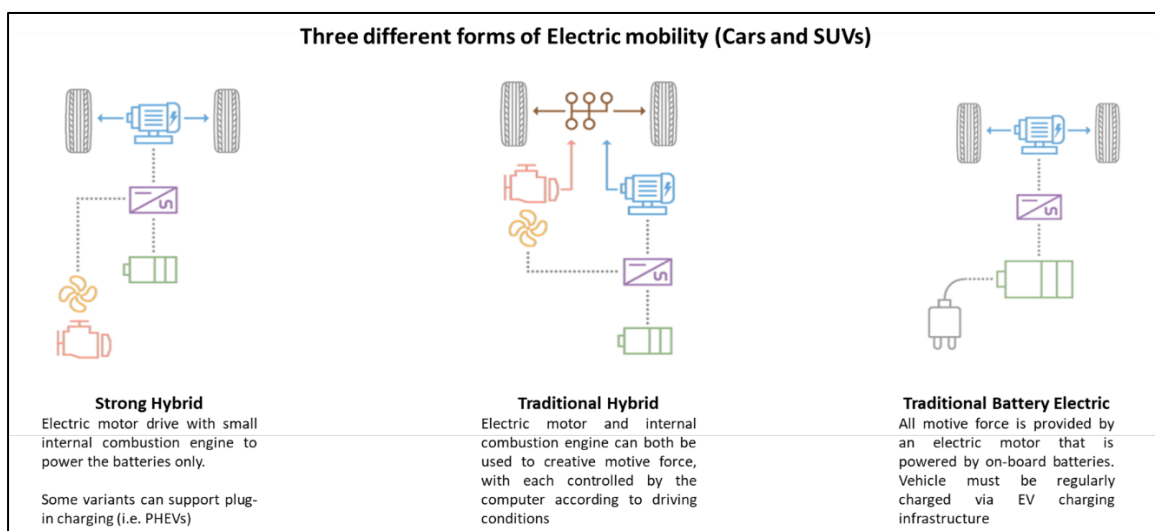 Three different forms of Electric mobility (Cars and SUVs)
Strong Hybrid
Electric motor drive with small
internal combustion engine to
power the batteries only.
Some variants can support plug-
in charging (i.e. PHEVs)
Traditional Hybrid
Electric motor and internal
combustion engine can both be
used to creative motive force,
with each controlled by the
computer according to driving
conditions
Traditional Battery Electric
All motive force is provided by
an electric motor that is
powered by on-board batteries.
Vehicle must be regularly
charged via EV charging
infrastructure